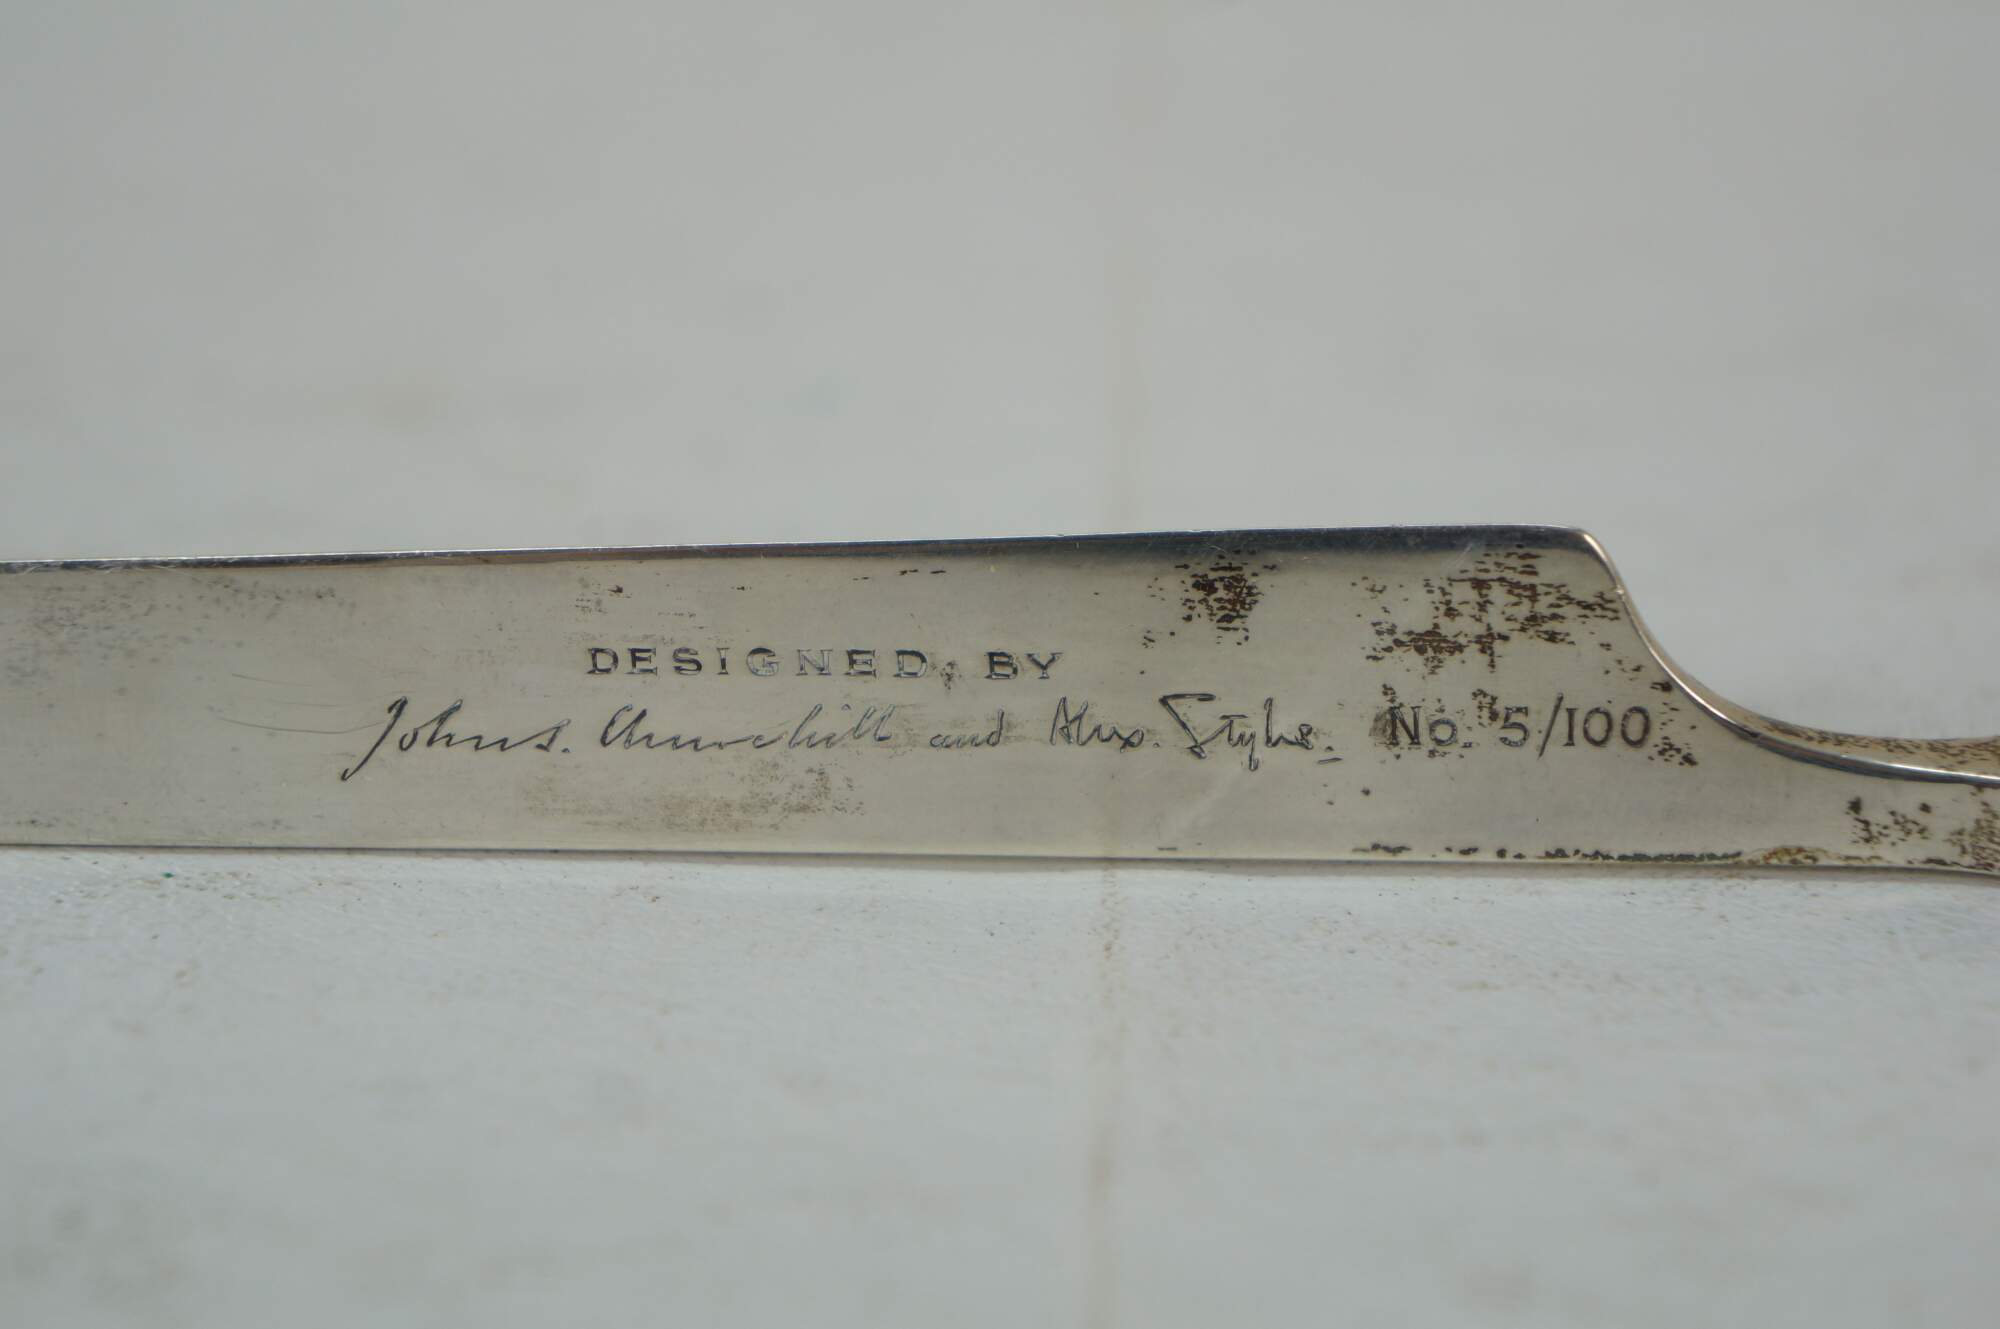 DESIGNED BY
John S. Churchill and Alex. Styles. No. 5/100